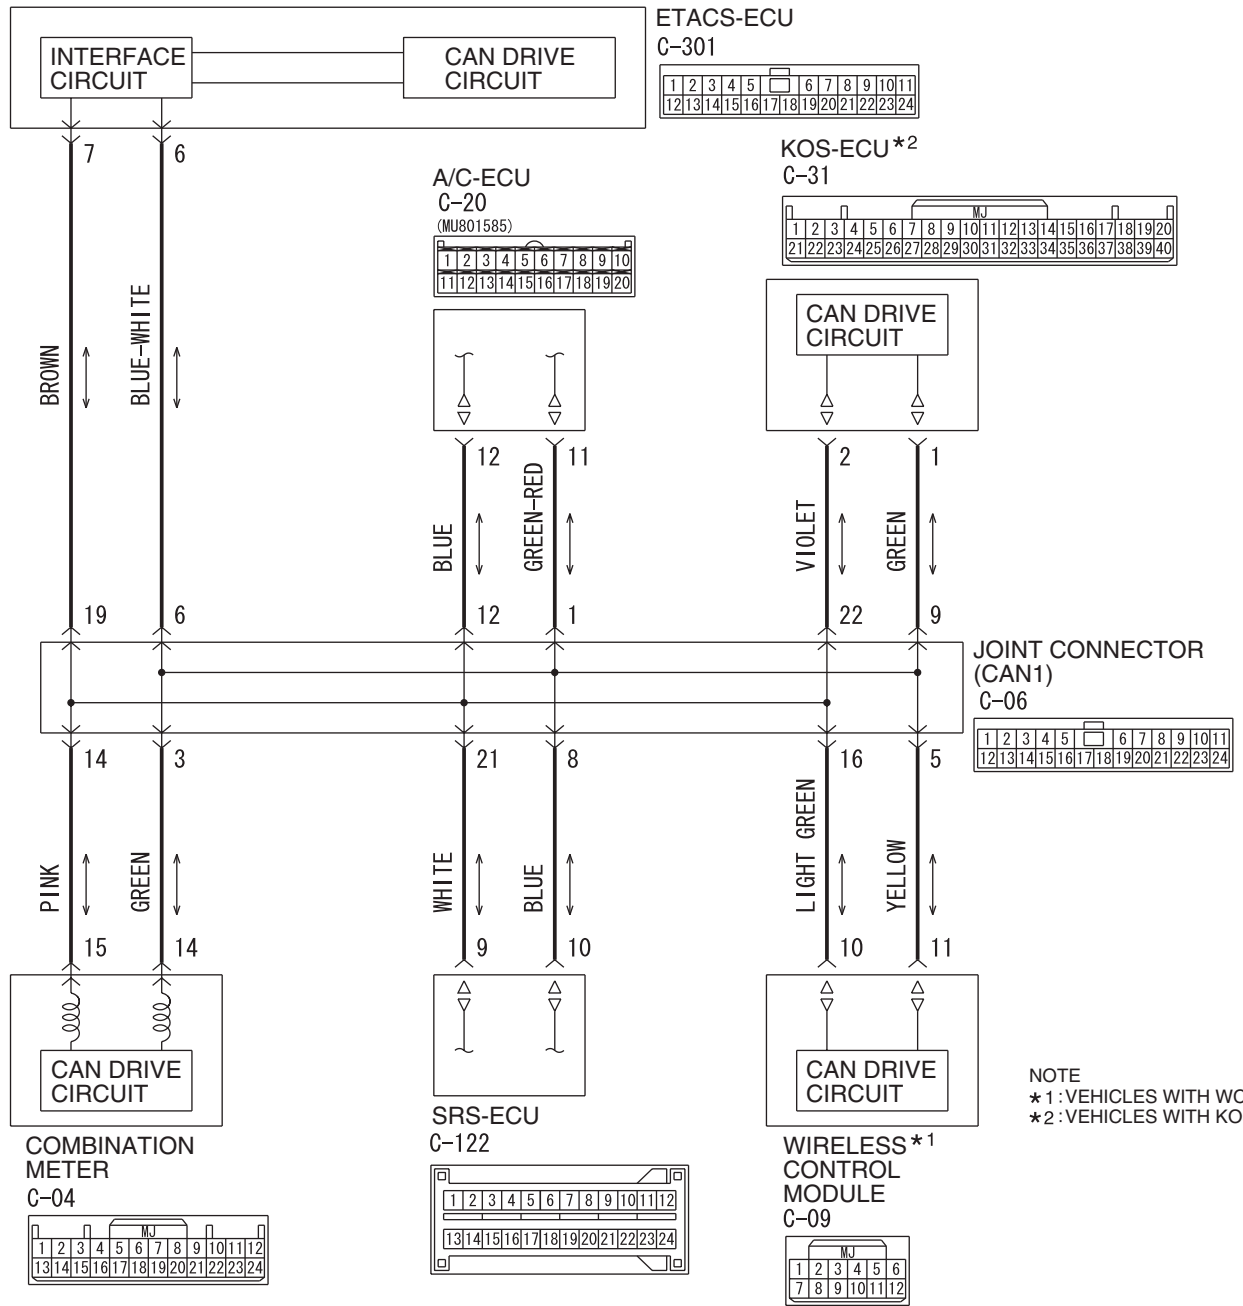 ETACS-ECU
C-301
INTERFACE
CIRCUIT
CAN DRIVE
CIRCUIT
1 2 3 4 5 6 7 8 9 10 11
12 13 14 15 16 17 18 19 20 21 22 23 24
7
6
KOS-ECU*2
C-31
MJ
1 2 3 4 5 6 7 8 9 10 11 12 13 14 15 16 17 18 19 20
21 22 23 24 25 26 27 28 29 30 31 32 33 34 35 36 37 38 39 40
A/C-ECU
C-20
(MU801585)
1 2 3 4 5 6 7 8 9 10
11 12 13 14 15 16 17 18 19 20
CAN DRIVE
CIRCUIT
BROWN
BLUE-WHITE
12
11
2
1
BLUE
GREEN-RED
VIOLET
GREEN
19
6
12
1
22
9
JOINT CONNECTOR
(CAN1)
C-06
1 2 3 4 5 6 7 8 9 10 11
12 13 14 15 16 17 18 19 20 21 22 23 24
14
3
21
8
16
5
PINK
GREEN
WHITE
BLUE
LIGHT GREEN
YELLOW
15
14
9
10
10
11
CAN DRIVE
CIRCUIT
CAN DRIVE
CIRCUIT
NOTE
*1:VEHICLES WITH WC
*2:VEHICLES WITH KO
COMBINATION
METER
C-04
MJ
1 2 3 4 5 6 7 8 9 10 11 12
13 14 15 16 17 18 19 20 21 22 23 24
SRS-ECU
C-122
1 2 3 4 5 6 7 8 9 10 11 12
13 14 15 16 17 18 19 20 21 22 23 24
WIRELESS*1
CONTROL
MODULE
C-09
MJ
1 2 3 4 5 6
7 8 9 10 11 12